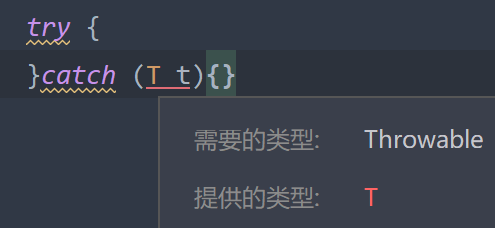 try {
}catch (T t){}
需要的类型: Throwable
提供的类型: T